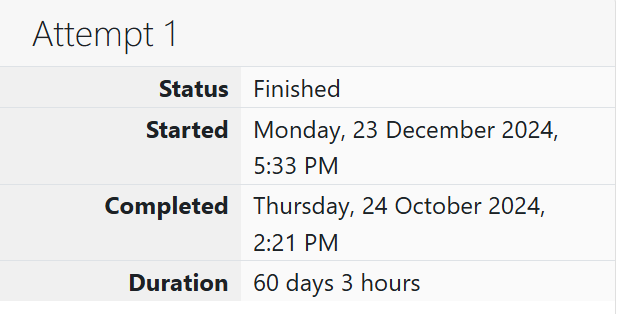 Attempt 1
Status Finished
Started Monday, 23 December 2024,
5:33 PM
Completed Thursday, 24 October 2024,
2:21 PM
Duration 60 days 3 hours